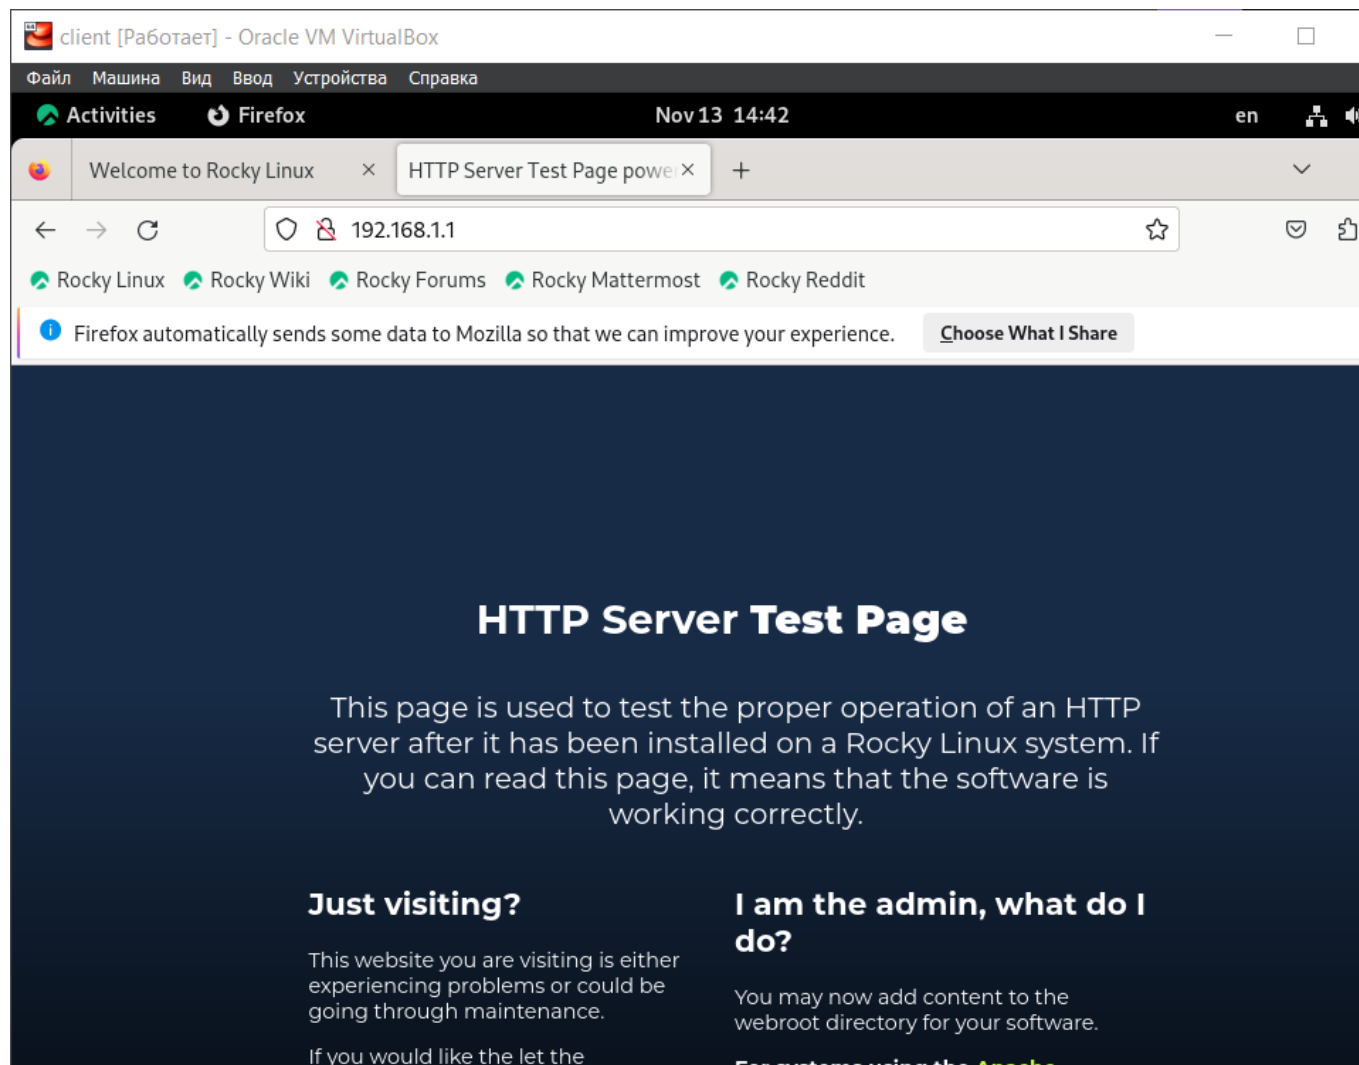 client [Работает] - Oracle VM VirtualBox
Файл Машина Вид Ввод Устройства Справка
Activities Firefox Nov 13 14:42 en
Welcome to Rocky Linux × HTTP Server Test Page power × +
192.168.1.1
Rocky Linux Rocky Wiki Rocky Forums Rocky Mattermost Rocky Reddit
Firefox automatically sends some data to Mozilla so that we can improve your experience. Choose What I Share
HTTP Server Test Page
This page is used to test the proper operation of an HTTP
server after it has been installed on a Rocky Linux system. If
you can read this page, it means that the software is
working correctly.
Just visiting?
This website you are visiting is either
experiencing problems or could be
going through maintenance.
If you would like the let the
I am the admin, what do I
do?
You may now add content to the
webroot directory for your software.
For systems using the Apache